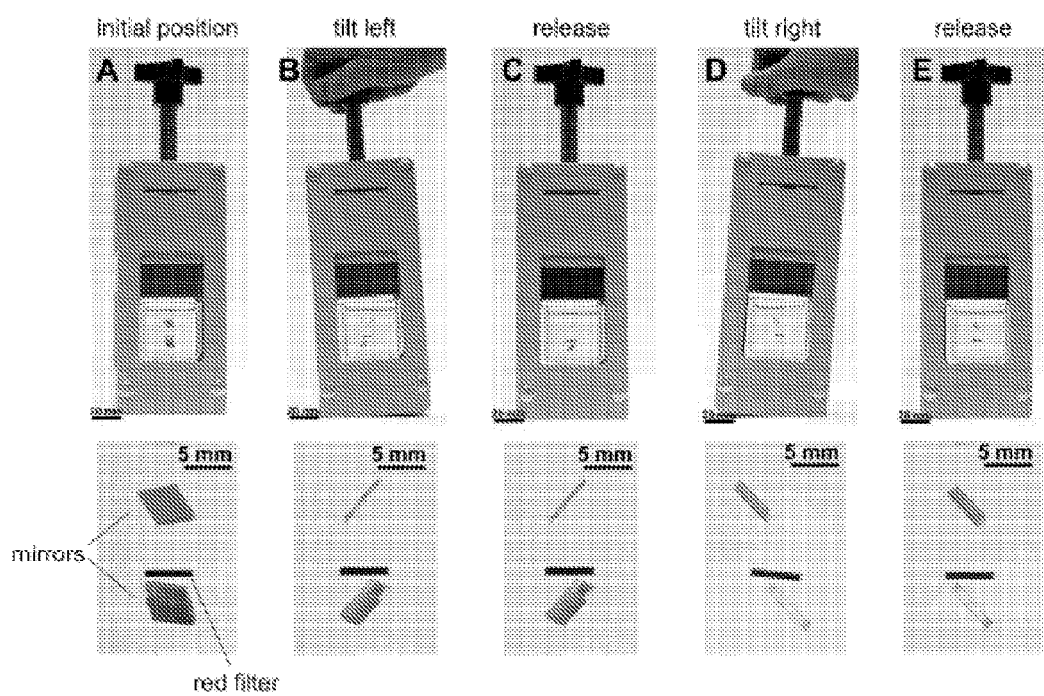 initial position
tilt left
release
tilt right
release
A
B
C
D
E
5 mm
5 mm
5 mm
5 mm
5 mm
mirrors
red filter